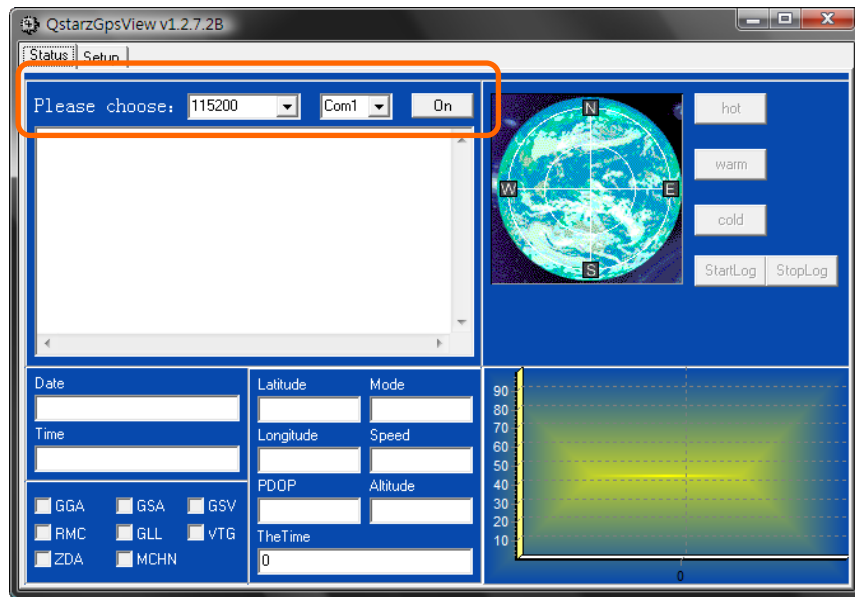 QstarzGpsView v1.2.7.2B
Status Setup
Please choose: 115200 Com1 On
N
W E
S
hot
warm
cold
StartLog StopLog
Date
Time
GGA GSA GSV
RMC GLL VTG
ZDA MCHN
Latitude Mode
Longitude Speed
PDOP Altitude
TheTime
0
90
80
70
60
50
40
30
20
10
0